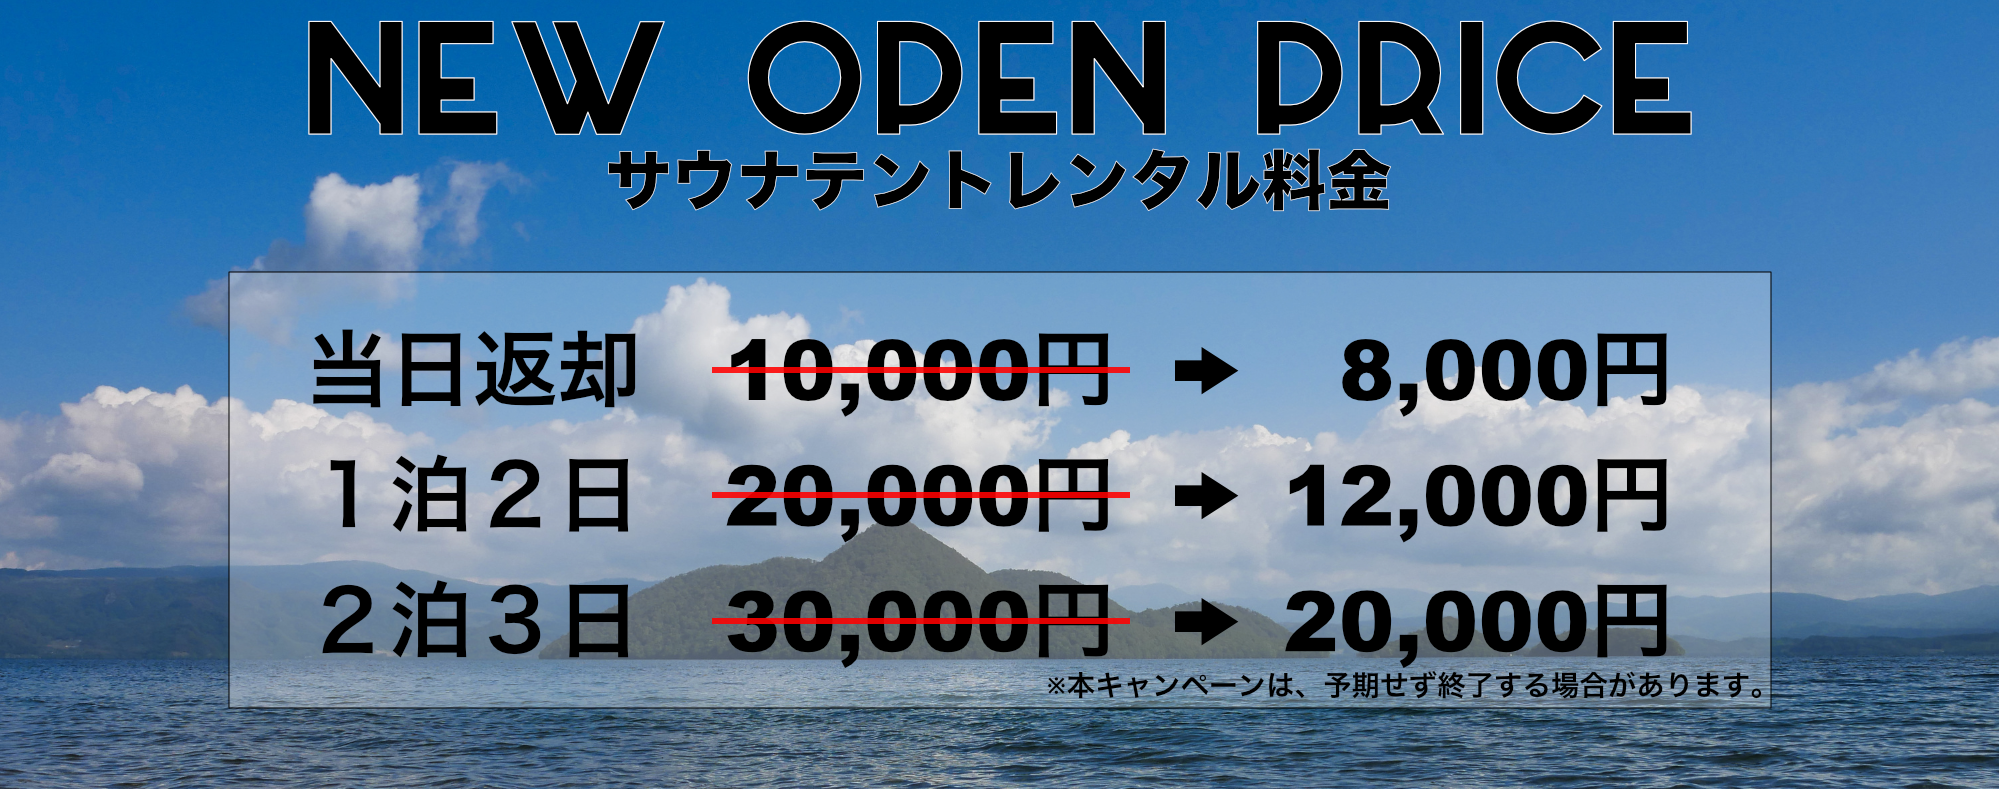 NEW OPEN PRICE
サウナテントレンタル料金
当日返却 10,000円 ➡ 8,000円
１泊２日 20,000円 ➡ 12,000円
２泊３日 30,000円 ➡ 20,000円
※本キャンペーンは、予期せず終了する場合があります。